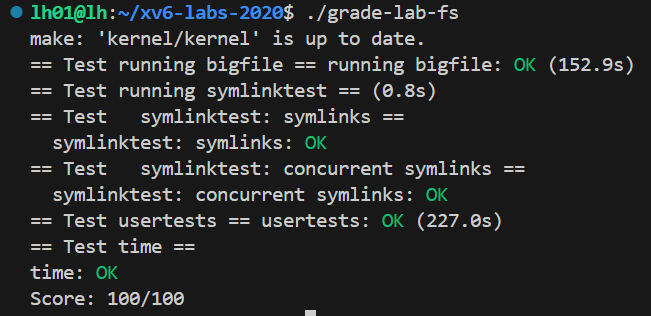 lh01@lh:~/xv6-labs-2020$ ./grade-lab-fs
make: 'kernel/kernel' is up to date.
== Test running bigfile == running bigfile: OK (152.9s)
== Test running symlinktest == (0.8s)
== Test   symlinktest: symlinks ==
  symlinktest: symlinks: OK
== Test   symlinktest: concurrent symlinks ==
  symlinktest: concurrent symlinks: OK
== Test usertests == usertests: OK (227.0s)
== Test time ==
time: OK
Score: 100/100